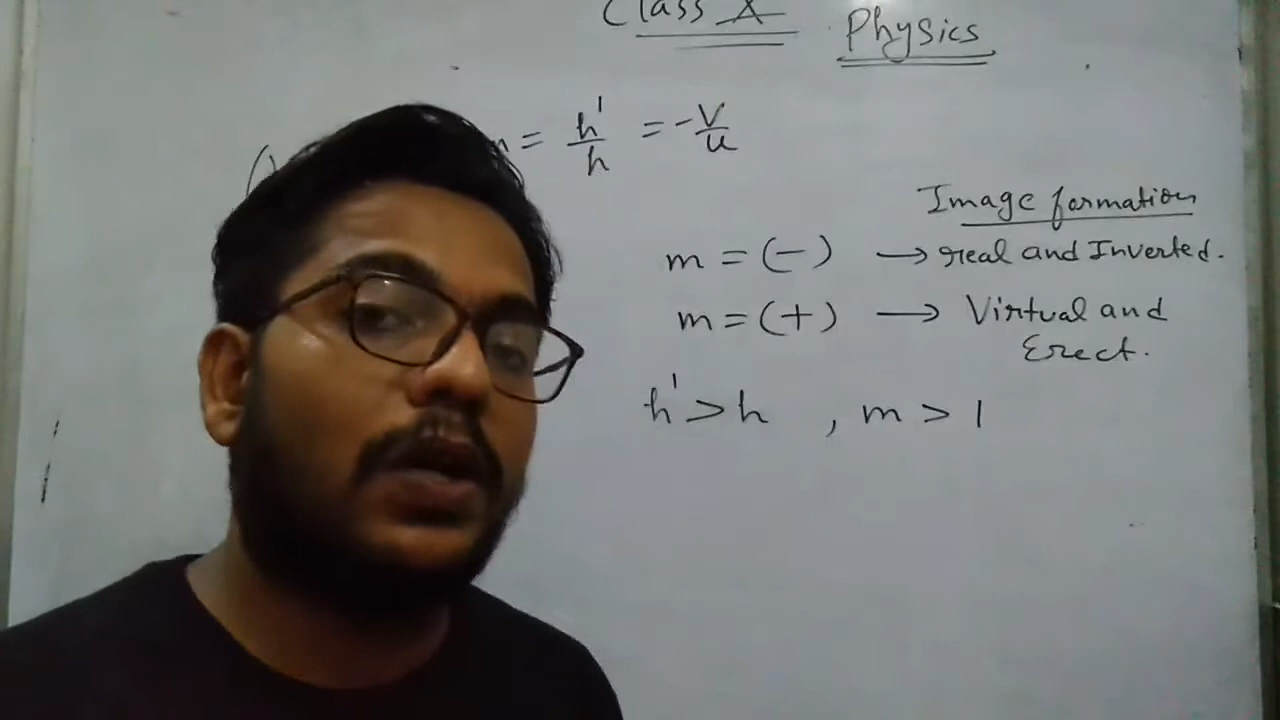 Class X Physics
= h'/h = -V/u
Image formation
m = (-) → real and Inverted.
m = (+) → Virtual and
Erect.
h' > h , m > 1